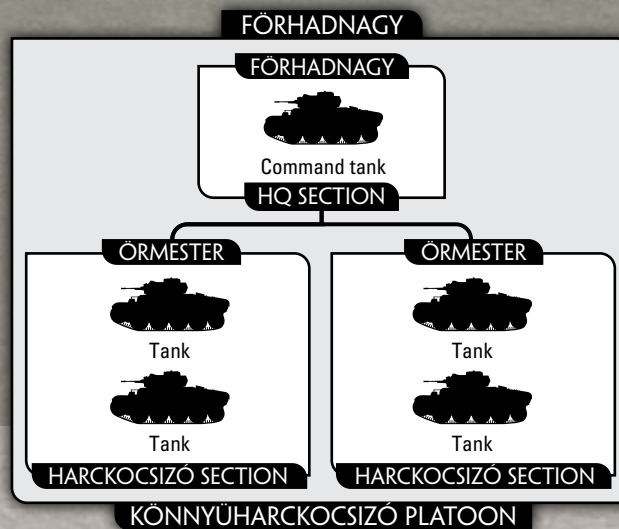 FÖRHADNAGY
FÖRHADNAGY
Command tank
HQ SECTION
ÖRMESTER
Tank
Tank
HARCKOCSIZÓ SECTION
ÖRMESTER
Tank
Tank
HARCKOCSIZÓ SECTION
KÖNNYÜHARCKOCSIZÓ PLATOON